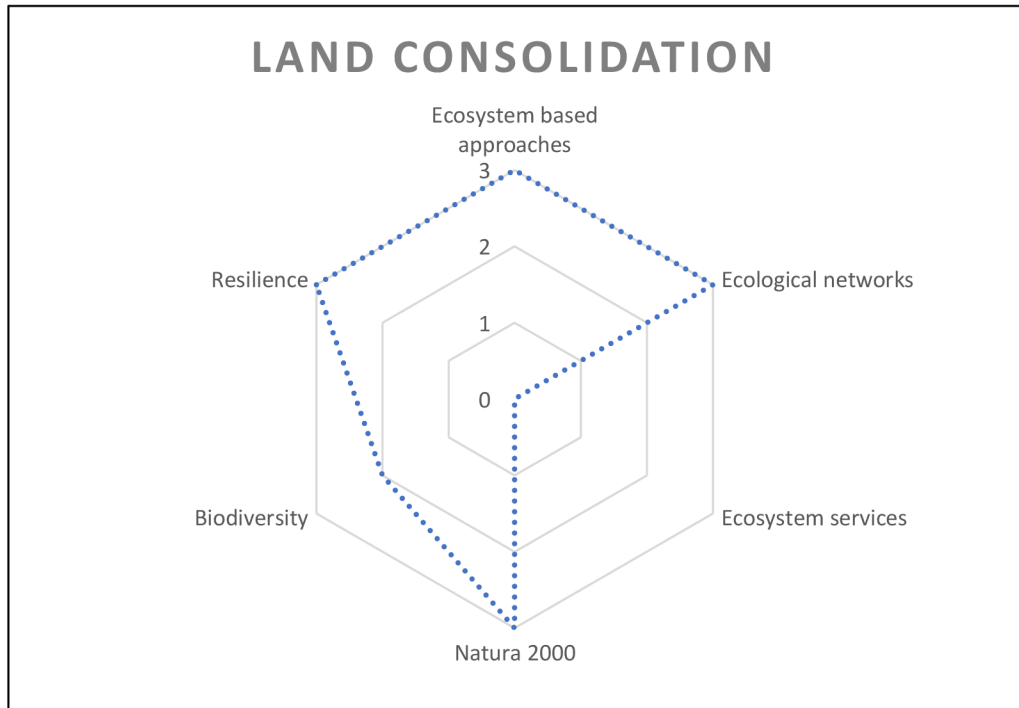 LAND CONSOLIDATION
Ecosystem based
approaches
3
2
Resilience
Ecological networks
1
0
Biodiversity
Ecosystem services
Natura 2000